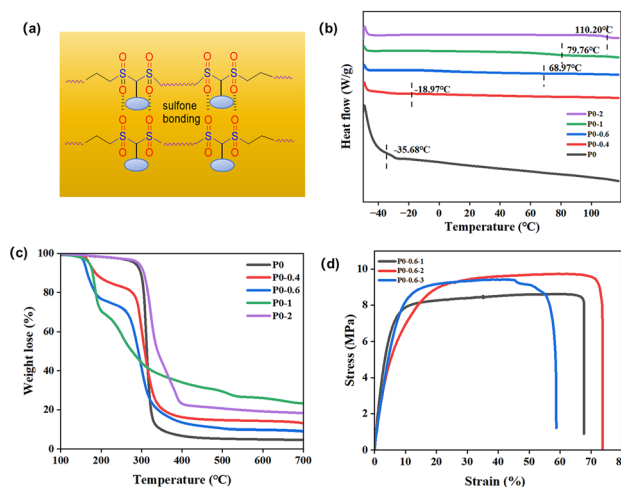 (a)
O O O O
S S S S
O O O O
sulfone
bonding
O O O O
S S S S
O O O O
(b)
Heat flow (W/g)
110.20℃
79.76℃
68.97℃
-18.97℃
-35.68℃
P0-2
P0-1
P0-0.6
P0-0.4
P0
-40 -20 0 20 40 60 80 100
Temperature (℃)
(c)
Weight lose (%)
100
80
60
40
20
0
P0
P0-0.4
P0-0.6
P0-1
P0-2
100 200 300 400 500 600 700
Temperature (℃)
(d)
Stress (MPa)
10
8
6
4
2
0
P0-0.6-1
P0-0.6-2
P0-0.6-3
0 10 20 30 40 50 60 70 80
Strain (%)